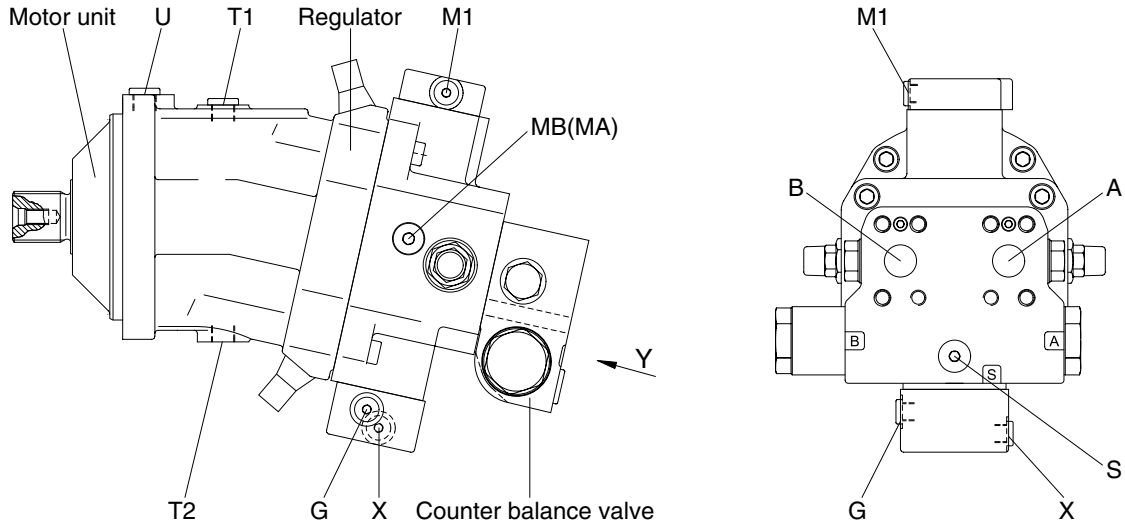 Motor unit U T1 Regulator M1 M1
MB(MA)
B A
Y
B A
S
S
T2 G X Counter balance valve G X